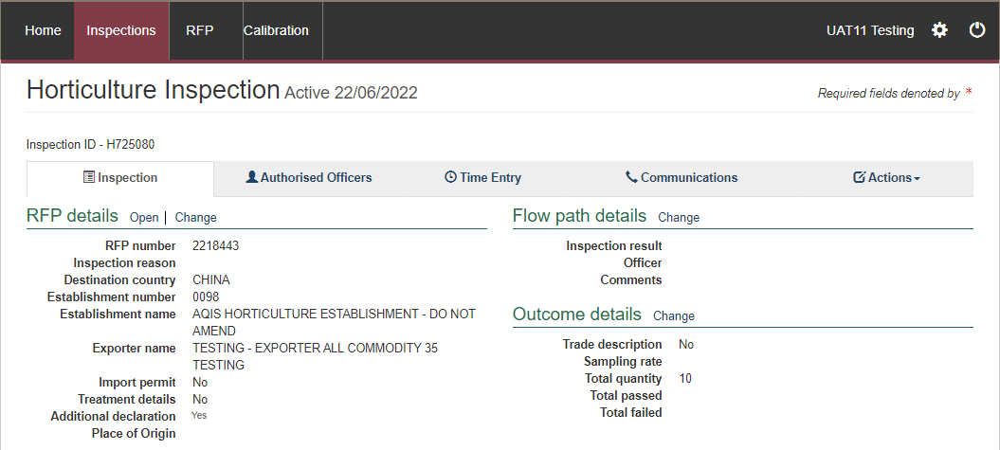 Home Inspections RFP Calibration UAT11 Testing
Horticulture Inspection Active 22/06/2022
Required fields denoted by *
Inspection ID - H725080
Inspection Authorised Officers Time Entry Communications Actions
RFP details Open | Change
RFP number 2218443
Inspection reason
Destination country CHINA
Establishment number 0098
Establishment name AQIS HORTICULTURE ESTABLISHMENT - DO NOT
AMEND
Exporter name TESTING - EXPORTER ALL COMMODITY 35
TESTING
Import permit No
Treatment details No
Additional declaration Yes
Place of Origin
Flow path details Change
Inspection result
Officer
Comments
Outcome details Change
Trade description No
Sampling rate
Total quantity 10
Total passed
Total failed